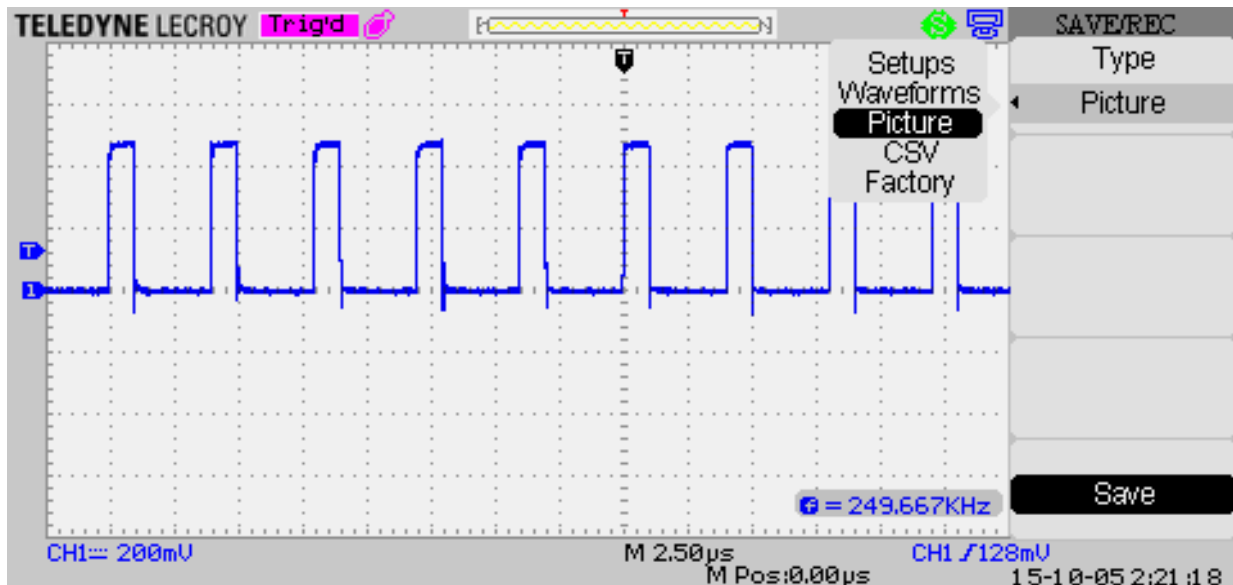 TELEDYNE LECROY Trig'd S SAVE/REC
T
Setups
Waveforms
Picture
CSV
Factory
Type
Picture
T
1
f = 249.667KHz
Save
CH1 200mV M 2.50µs CH1 128mV
M Pos:0.00µs 15-10-05 2:21:18